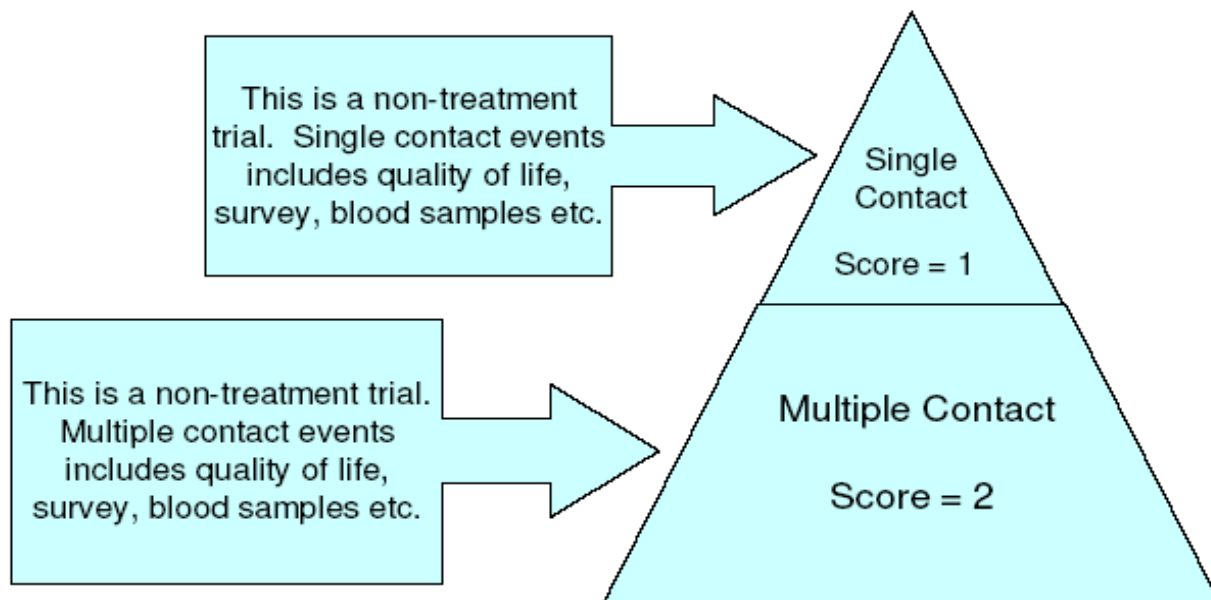 This is a non-treatment
trial.  Single contact events
includes quality of life,
survey, blood samples etc.
Single
Contact
Score = 1
This is a non-treatment trial.
Multiple contact events
includes quality of life,
survey, blood samples etc.
Multiple Contact
Score = 2